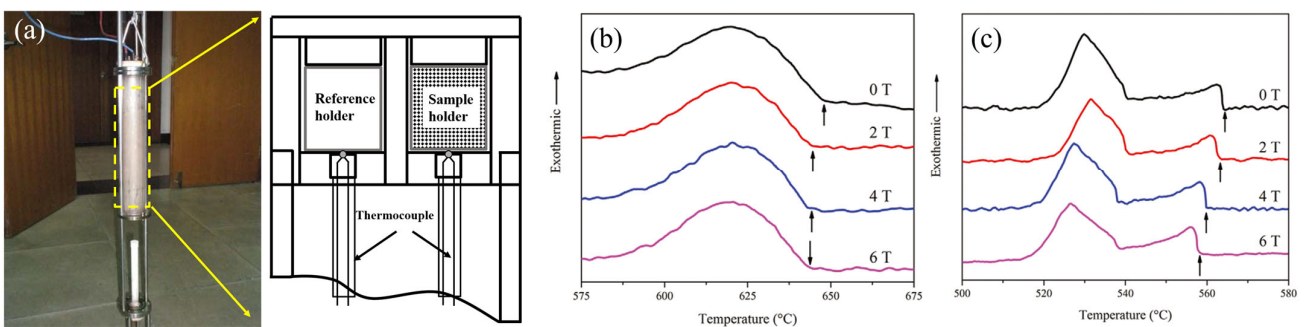 (a)
Reference
holder
Sample
holder
Thermocouple
(b)
Exothermic
0 T
2 T
4 T
6 T
575 600 625 650 675
Temperature (°C)
(c)
Exothermic
0 T
2 T
4 T
6 T
500 520 540 560 580
Temperature (°C)